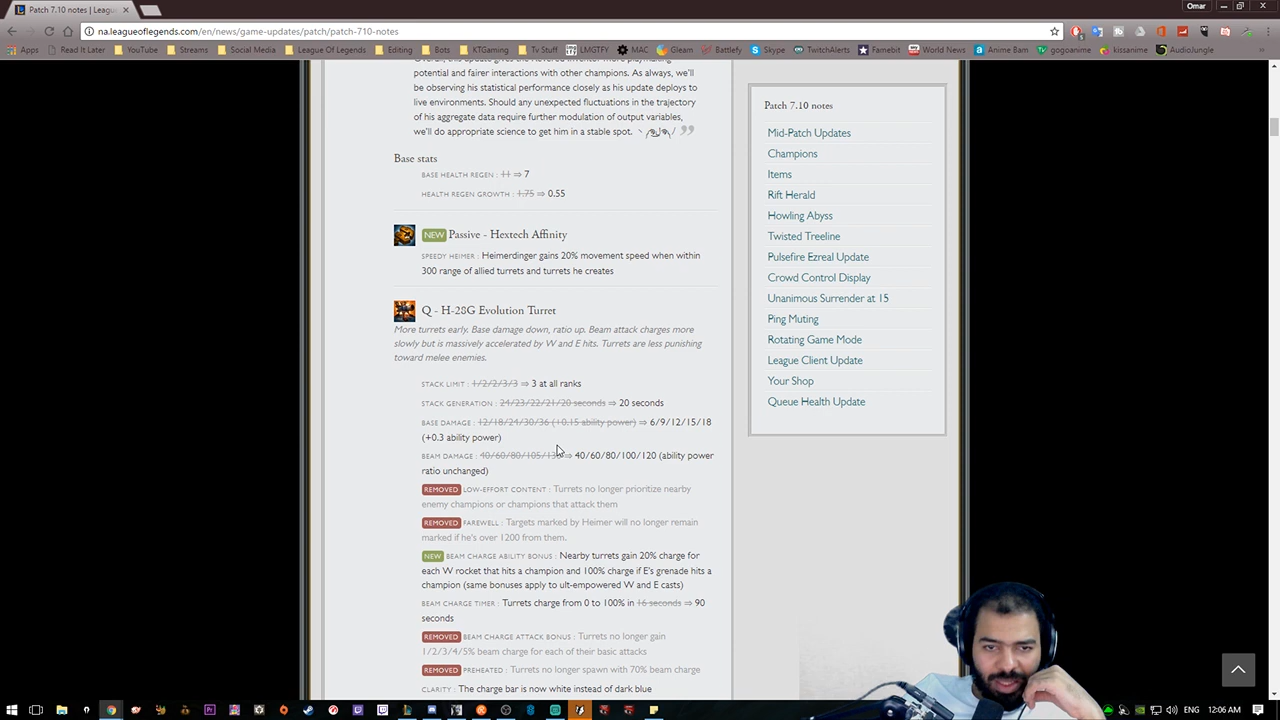 Patch 7.10 notes | Leagu
Omar
na.leagueoflegends.com/en/news/game-updates/patch/patch-710-notes
Apps Read It Later YouTube Streams Social Media League Of Legends Editing Bots KTGaming Tv Stuff LMGTFY MAC Gleam Battlefy Skype TwitchAlerts Famebit World News Anime Bam gogoanime kissanime AudioJungle
potential and fairer interactions with other champions. As always, we'll
be observing his statistical performance closely as his update deploys to
live environments. Should any unexpected fluctuations in the trajectory
of his aggregate data require further modulation of output variables,
we'll do appropriate science to get him in a stable spot.
Base stats
BASE HEALTH REGEN : 11 ⇒ 7
HEALTH REGEN GROWTH : 1.75 ⇒ 0.55
NEW Passive - Hextech Affinity
SPEEDY HEIMER : Heimerdinger gains 20% movement speed when within
300 range of allied turrets and turrets he creates
Q - H-28G Evolution Turret
More turrets early. Base damage down, ratio up. Beam attack charges more
slowly but is massively accelerated by W and E hits. Turrets are less punishing
toward melee enemies.
STACK LIMIT : 1/2/2/3/3 ⇒ 3 at all ranks
STACK GENERATION : 24/23/22/21/20 seconds ⇒ 20 seconds
BASE DAMAGE : 12/18/24/30/36 (+0.15 ability power) ⇒ 6/9/12/15/18
(+0.3 ability power)
BEAM DAMAGE : 40/60/80/105/13 ⇒ 40/60/80/100/120 (ability power
ratio unchanged)
REMOVED LOW-EFFORT CONTENT : Turrets no longer prioritize nearby
enemy champions or champions that attack them
REMOVED FAREWELL : Targets marked by Heimer will no longer remain
marked if he's over 1200 from them.
NEW BEAM CHARGE ABILITY BONUS : Nearby turrets gain 20% charge for
each W rocket that hits a champion and 100% charge if E's grenade hits a
champion (same bonuses apply to ult-empowered W and E casts)
BEAM CHARGE TIMER : Turrets charge from 0 to 100% in 16 seconds ⇒ 90
seconds
REMOVED BEAM CHARGE ATTACK BONUS : Turrets no longer gain
1/2/3/4/5% beam charge for each of their basic attacks
REMOVED PREHEATED : Turrets no longer spawn with 70% beam charge
CLARITY : The charge bar is now white instead of dark blue
Patch 7.10 notes
Mid-Patch Updates
Champions
Items
Rift Herald
Howling Abyss
Twisted Treeline
Pulsefire Ezreal Update
Crowd Control Display
Unanimous Surrender at 15
Ping Muting
Rotating Game Mode
League Client Update
Your Shop
Queue Health Update
ENG 12:06 AM